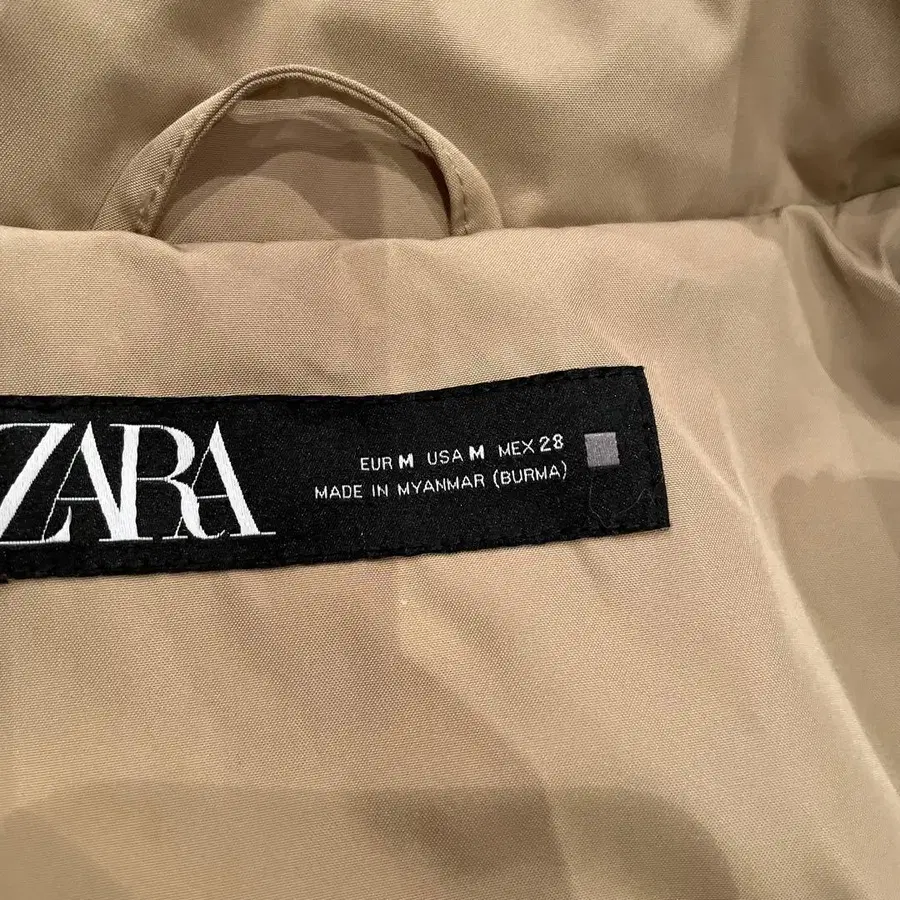 ZARA
EUR M USA M MEX 28
MADE IN MYANMAR (BURMA)